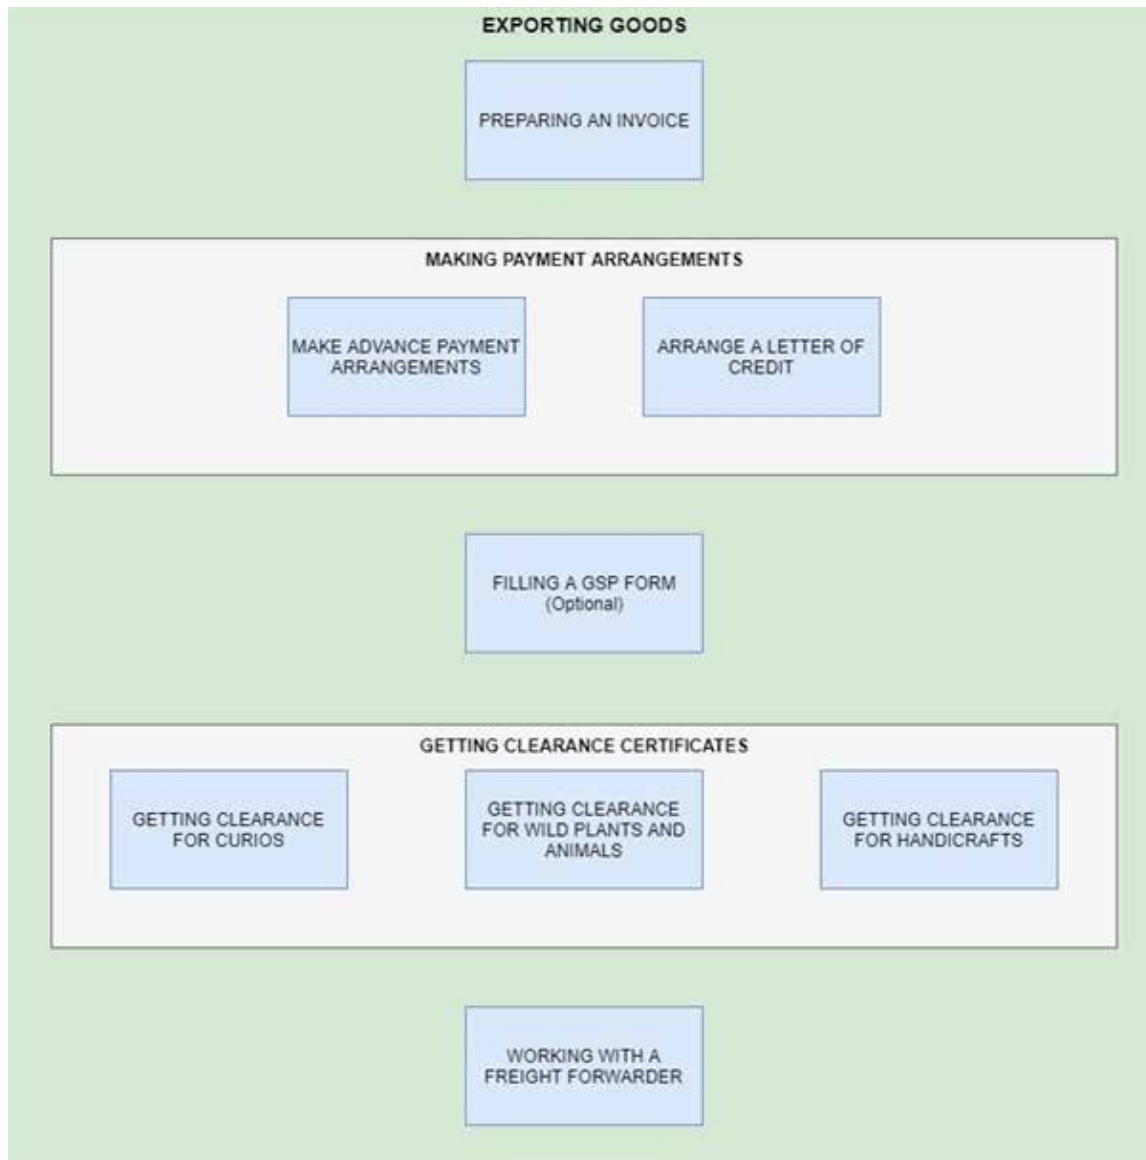 EXPORTING GOODS
PREPARING AN INVOICE
MAKING PAYMENT ARRANGEMENTS
MAKE ADVANCE PAYMENT
ARRANGEMENTS
ARRANGE A LETTER OF
CREDIT
FILLING A GSP FORM
(Optional)
GETTING CLEARANCE CERTIFICATES
GETTING CLEARANCE
FOR CURIOS
GETTING CLEARANCE
FOR WILD PLANTS AND
ANIMALS
GETTING CLEARANCE
FOR HANDICRAFTS
WORKING WITH A
FREIGHT FORWARDER